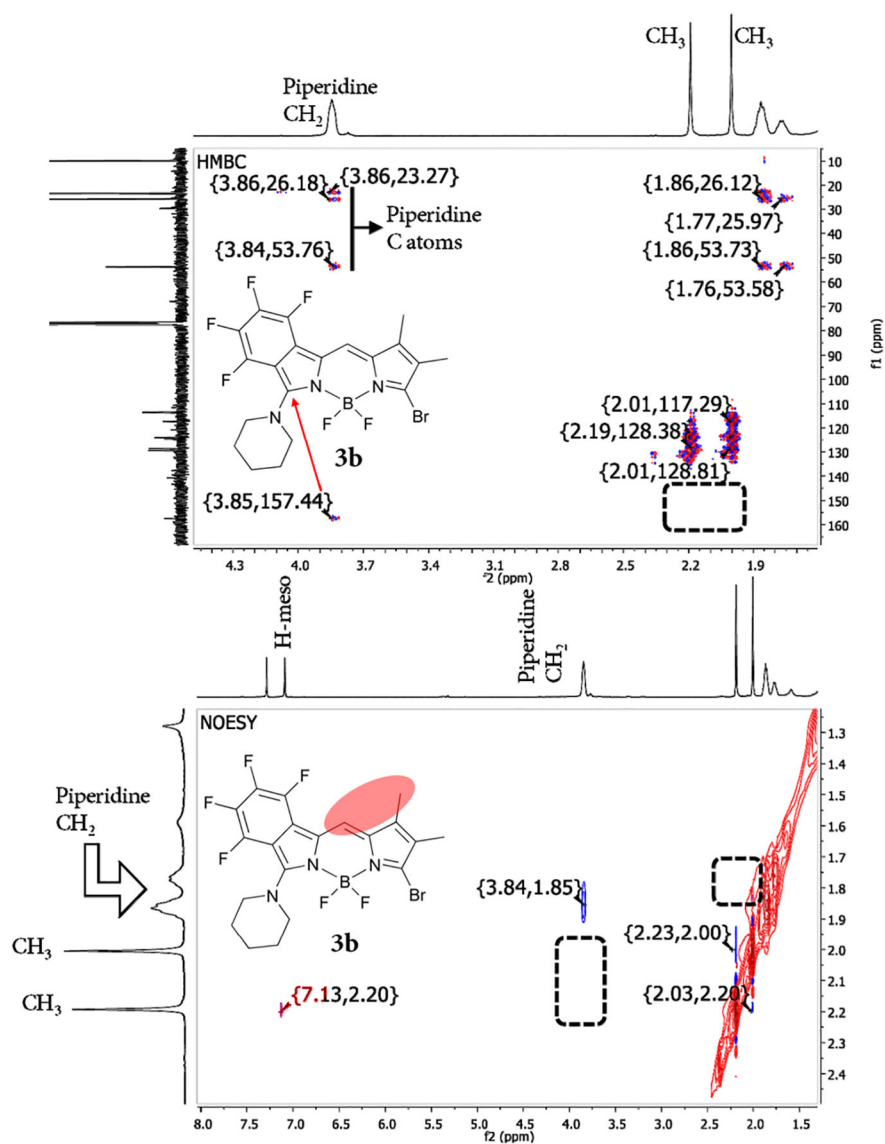 CH3 CH3
Piperidine
CH2
HMBC
{3.86,26.18} {3.86,23.27} {1.86,26.12}
{1.77,25.97}
Piperidine
C atoms
{3.84,53.76} {1.86,53.73}
{1.76,53.58}
F F
F
F
N N
B
N F F Br
3b
{2.01,117.29}
{2.19,128.38}
{2.01,128.81}
{3.85,157.44}
10
20
30
40
50
60
70
80
90
100
110
120
130
140
150
160
f1 (ppm)
4.3 4.0 3.7 3.4 3.1 2.8 2.5 2.2 1.9
f2 (ppm)
H-meso
Piperidine
CH2
NOESY
Piperidine
CH2
CH3
CH3
F F
F
F
N N
B
N F F Br
3b
{3.84,1.85}
{2.23,2.00}
{7.13,2.20} {2.03,2.20}
1.3
1.4
1.5
1.6
1.7
1.8
1.9
2.0
2.1
2.2
2.3
2.4
f1 (ppm)
8.0 7.5 7.0 6.5 6.0 5.5 5.0 4.5 4.0 3.5 3.0 2.5 2.0 1.5
f2 (ppm)